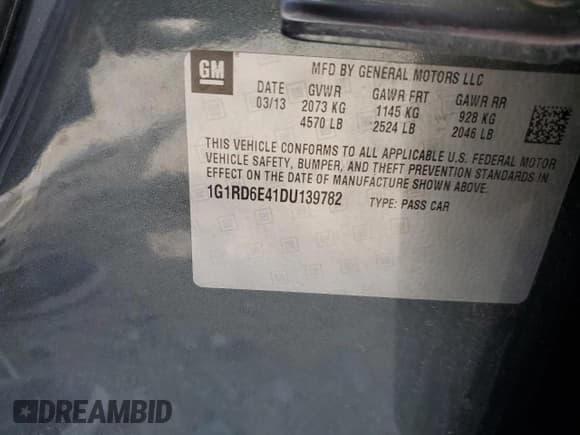 GM
MFD BY GENERAL MOTORS LLC
DATE GVWR GAWR FRT GAWR RR
03/13 2073 KG 1145 KG 928 KG
4570 LB 2524 LB 2046 LB
THIS VEHICLE CONFORMS TO ALL APPLICABLE U.S. FEDERAL MOTOR
VEHICLE SAFETY, BUMPER, AND THEFT PREVENTION STANDARDS IN
EFFECT ON THE DATE OF MANUFACTURE SHOWN ABOVE.
1G1RD6E41DU139782 TYPE: PASS CAR
DREAMBID